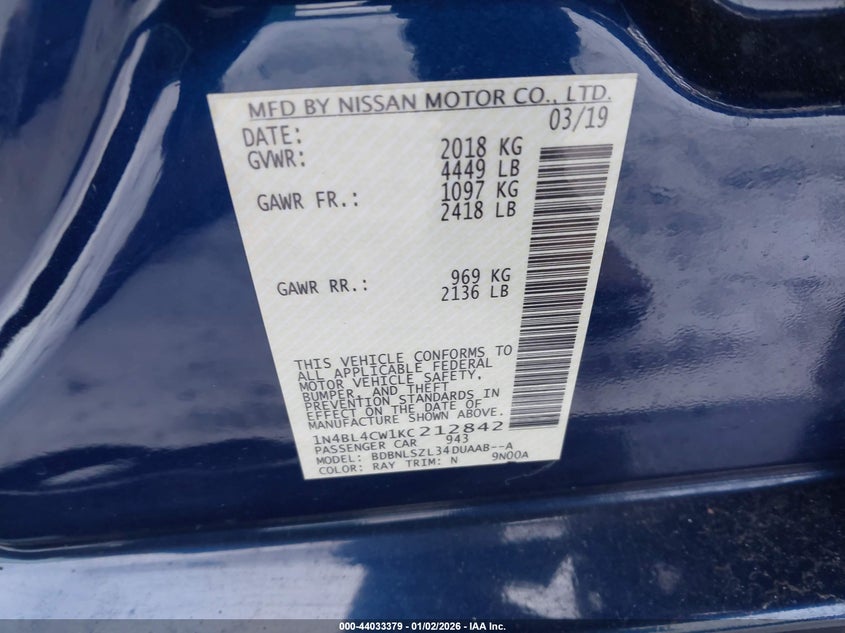 MFD BY NISSAN MOTOR CO., LTD.
DATE: 03/19
GVWR: 2018 KG
4449 LB
GAWR FR.: 1097 KG
2418 LB
GAWR RR.: 969 KG
2136 LB
THIS VEHICLE CONFORMS TO
ALL APPLICABLE FEDERAL
MOTOR VEHICLE SAFETY,
BUMPER, AND THEFT
PREVENTION STANDARDS IN
EFFECT ON THE DATE OF
MANUFACTURE SHOWN ABOVE.
1N4BL4CW1KC212842
PASSENGER CAR 943
MODEL: BDBNLSZL34DUAAB--A
COLOR: RAY TRIM: N 9N00A
000-44033379 - 01/02/2026 - IAA Inc.